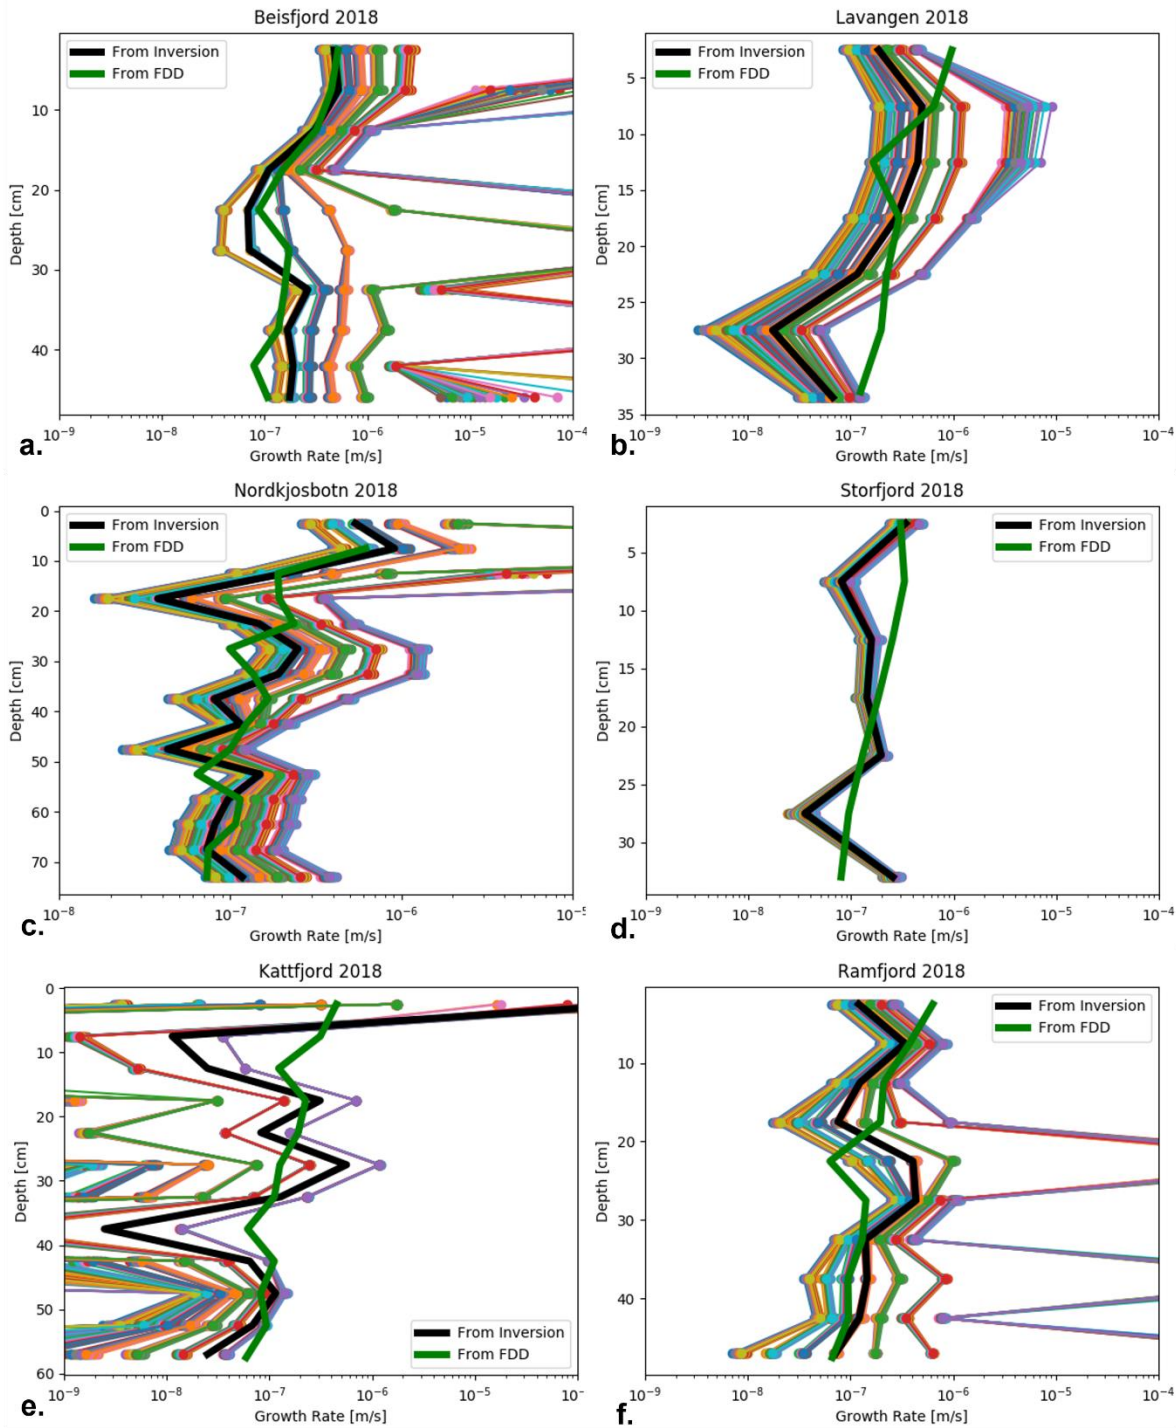 Beisfjord 2018
From Inversion
From FDD
10
20
30
40
Depth [cm]
10⁻⁹ 10⁻⁸ 10⁻⁷ 10⁻⁶ 10⁻⁵ 10⁻⁴
Growth Rate [m/s]
a.
Lavangen 2018
From Inversion
From FDD
5
10
15
20
25
30
35
Depth [cm]
10⁻⁹ 10⁻⁸ 10⁻⁷ 10⁻⁶ 10⁻⁵ 10⁻⁴
Growth Rate [m/s]
b.
Nordkjosbotn 2018
From Inversion
From FDD
0
10
20
30
40
50
60
70
Depth [cm]
10⁻⁸ 10⁻⁷ 10⁻⁶ 10⁻⁵
Growth Rate [m/s]
c.
Storfjord 2018
From Inversion
From FDD
5
10
15
20
25
30
Depth [cm]
10⁻⁹ 10⁻⁸ 10⁻⁷ 10⁻⁶ 10⁻⁵ 10⁻⁴
Growth Rate [m/s]
d.
Kattfjord 2018
0
10
20
30
40
50
60
Depth [cm]
From Inversion
From FDD
10⁻⁹ 10⁻⁸ 10⁻⁷ 10⁻⁶ 10⁻⁵ 10⁻
Growth Rate [m/s]
e.
Ramfjord 2018
From Inversion
From FDD
10
20
30
40
Depth [cm]
10⁻⁹ 10⁻⁸ 10⁻⁷ 10⁻⁶ 10⁻⁵ 10⁻⁴
Growth Rate [m/s]
f.